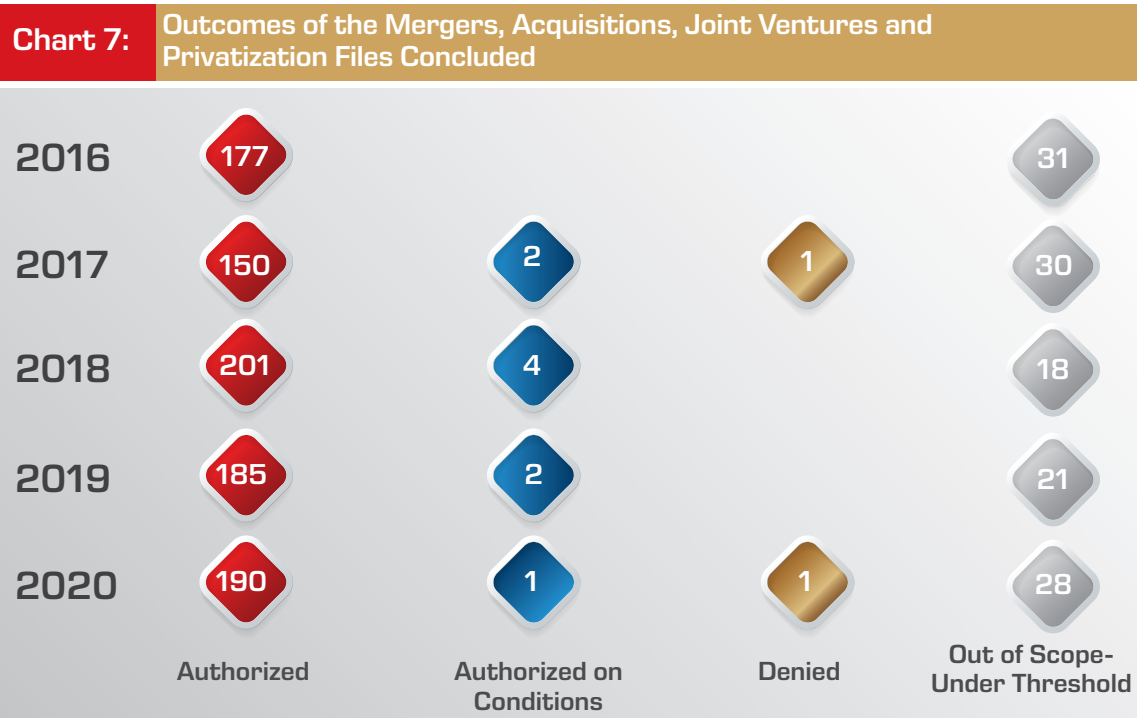 Chart 7:
Outcomes of the Mergers, Acquisitions, Joint Ventures and
Privatization Files Concluded
2016 177 31
2017 150 2 1 30
2018 201 4 18
2019 185 2 21
2020 190 1 1 28
Authorized
Authorized on
Conditions
Denied
Out of Scope-
Under Threshold